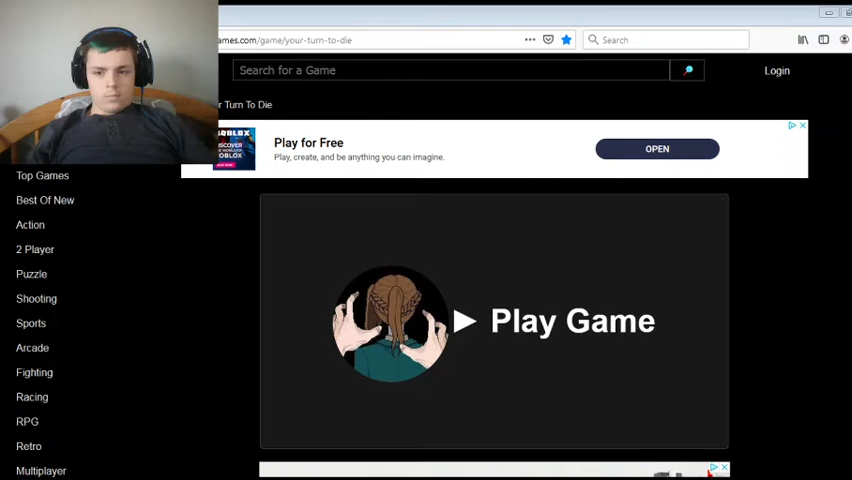 ames.com/game/your-turn-to-die
Search
Search for a Game
Login
r Turn To Die
Play for Free
Play, create, and be anything you can imagine.
OPEN
Top Games
Best Of New
Action
2 Player
Puzzle
Shooting
Sports
Arcade
Fighting
Racing
RPG
Retro
Multiplayer
Play Game